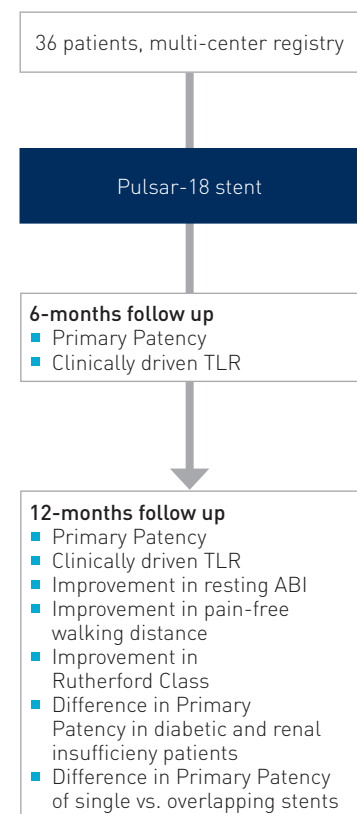 36 patients, multi-center registry
Pulsar-18 stent
6-months follow up
Primary Patency
Clinically driven TLR
12-months follow up
Primary Patency
Clinically driven TLR
Improvement in resting ABI
Improvement in pain-free
walking distance
Improvement in
Rutherford Class
Difference in Primary
Patency in diabetic and renal
insufficieny patients
Difference in Primary Patency
of single vs. overlapping stents